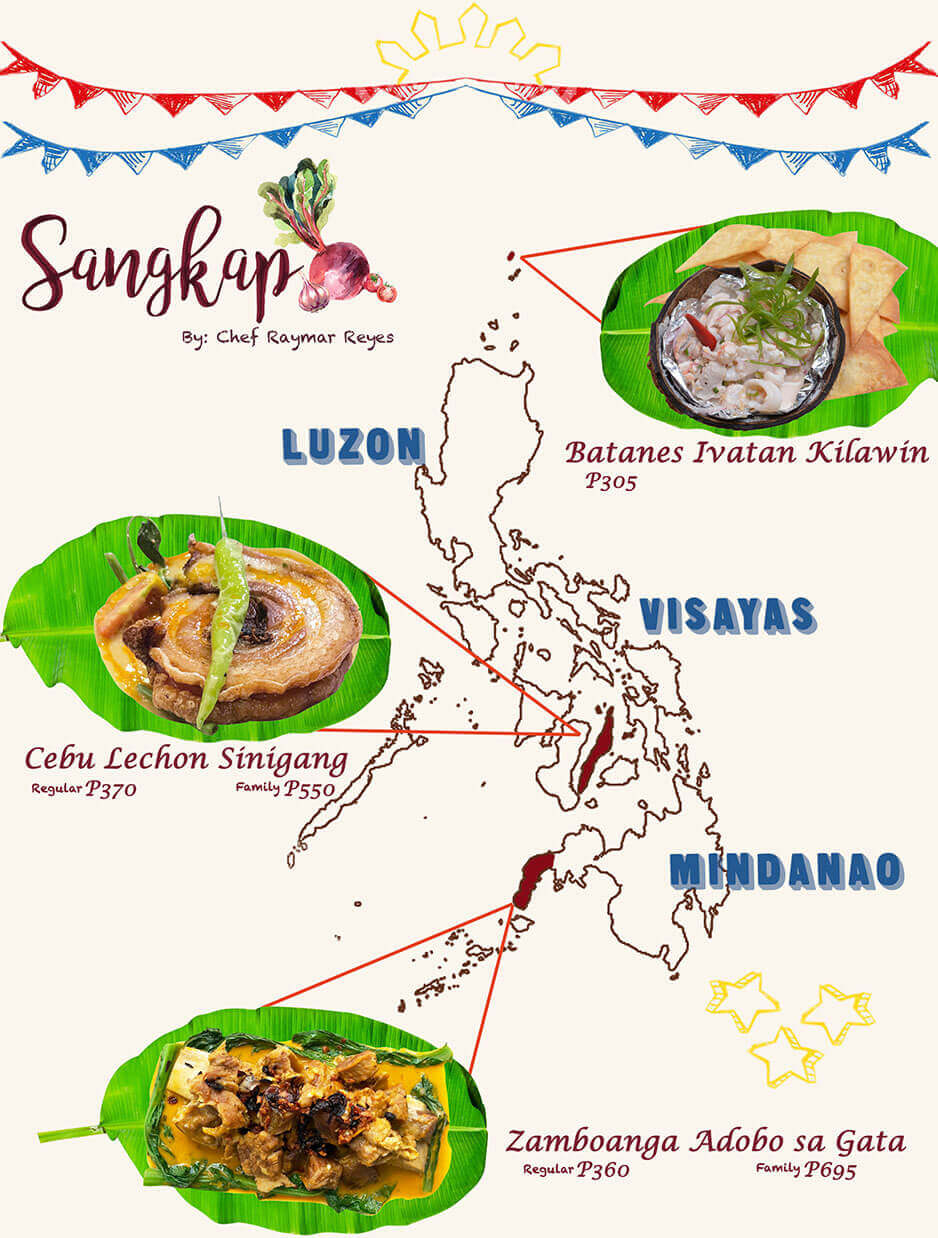 Sangkap
By: Chef Raymar Reyes
LUZON
Batanes Ivatan Kilawin
P305
VISAYAS
Cebu Lechon Sinigang
Regular P370 Family P550
MINDANAO
Zamboanga Adobo sa Gata
Regular P360 Family P695